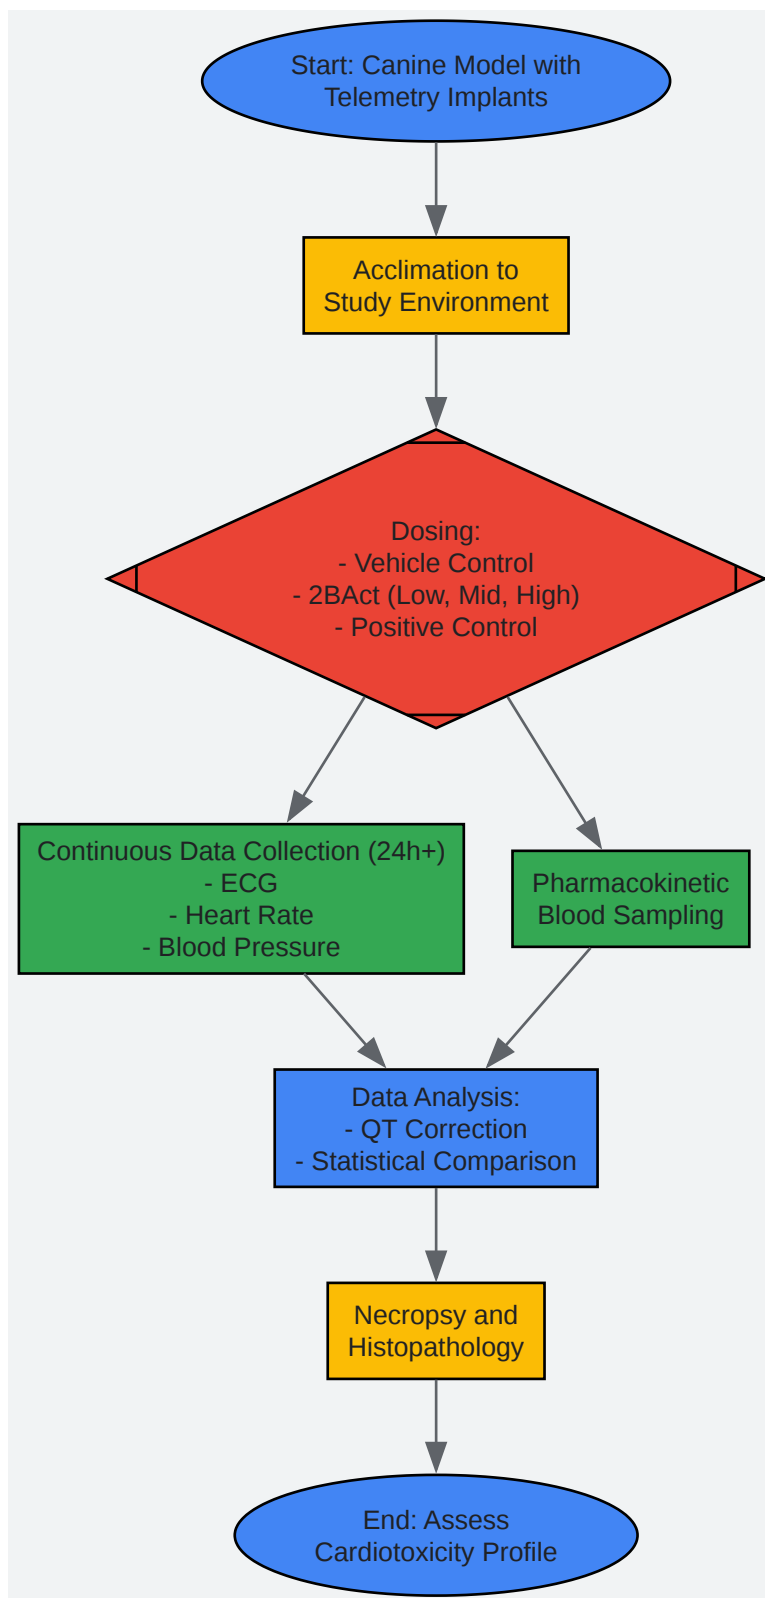 Start: Canine Model with
Telemetry Implants
Acclimation to
Study Environment
Dosing:
- Vehicle Control
- 2BAct (Low, Mid, High)
- Positive Control
Continuous Data Collection (24h+)
- ECG
- Heart Rate
- Blood Pressure
Pharmacokinetic
Blood Sampling
Data Analysis:
- QT Correction
- Statistical Comparison
Necropsy and
Histopathology
End: Assess
Cardiotoxicity Profile